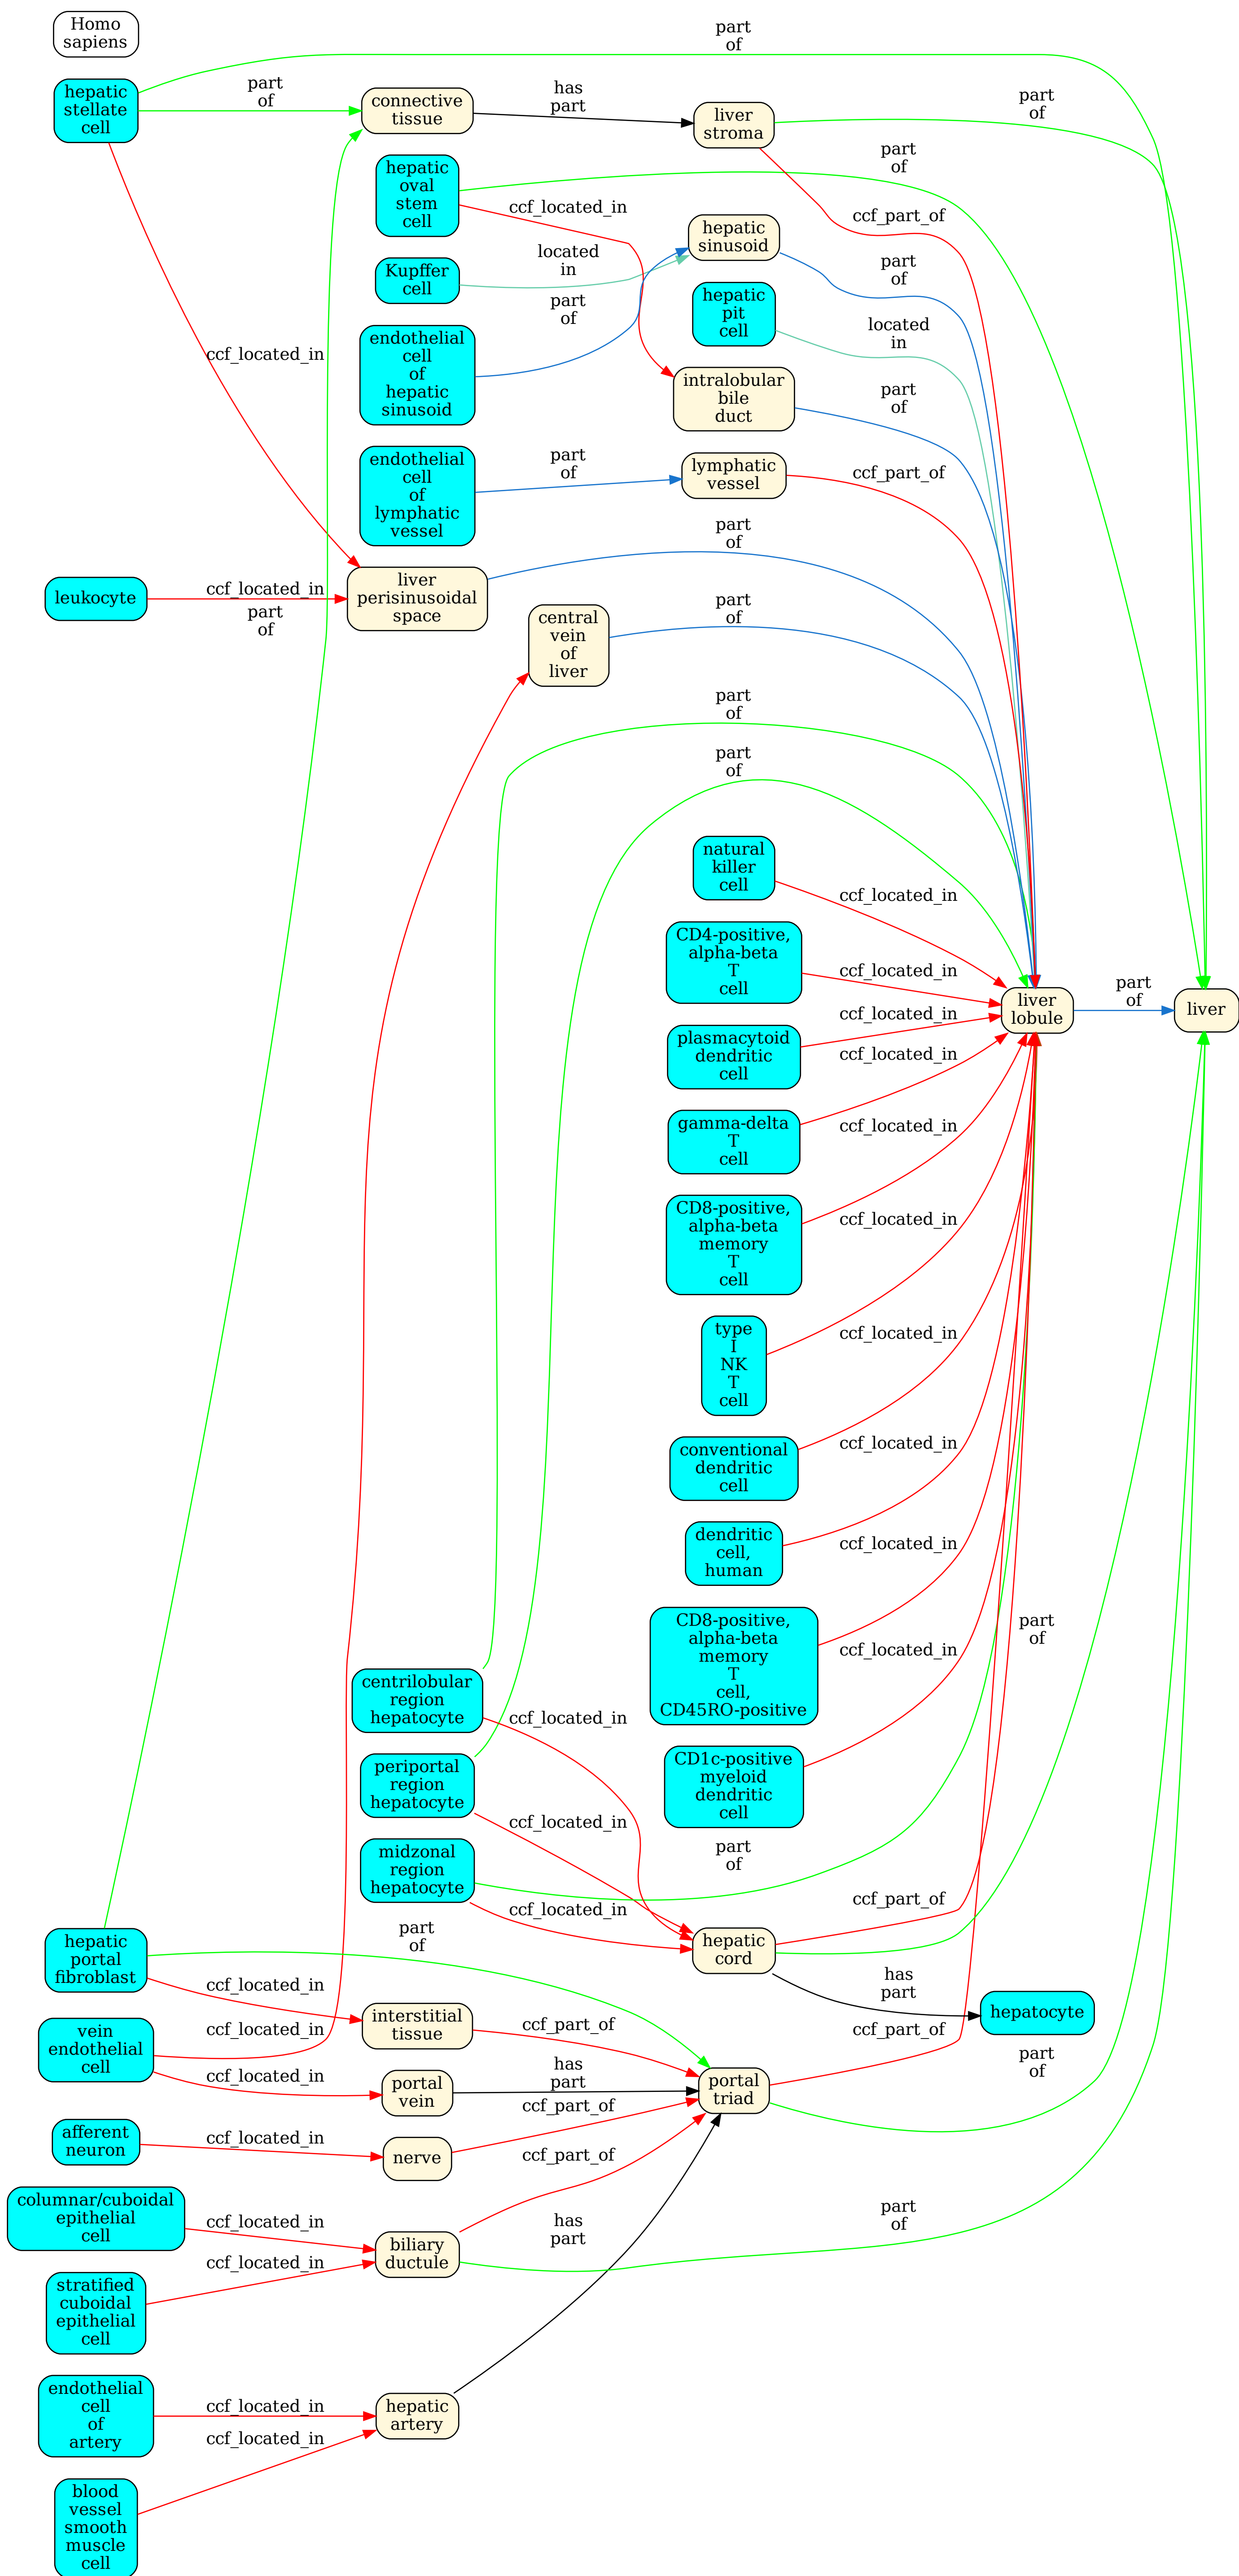 Homo
sapiens
part
of
hepatic
stellate
cell
part
of
connective
tissue
has
part
liver
stroma
part
of
hepatic
oval
stem
cell
part
of
ccf_located_in
ccf_part_of
hepatic
sinusoid
Kupffer
cell
located
in
part
of
hepatic
pit
cell
located
in
part
of
endothelial
cell
of
hepatic
sinusoid
ccf_located_in
intralobular
bile
duct
part
of
endothelial
cell
of
lymphatic
vessel
part
of
lymphatic
vessel
ccf_part_of
part
of
leukocyte
ccf_located_in
part
of
liver
perisinusoidal
space
central
vein
of
liver
part
of
part
of
part
of
natural
killer
cell
ccf_located_in
CD4-positive,
alpha-beta
T
cell
ccf_located_in
liver
lobule
part
of
liver
plasmacytoid
dendritic
cell
ccf_located_in
ccf_located_in
gamma-delta
T
cell
ccf_located_in
CD8-positive,
alpha-beta
memory
T
cell
ccf_located_in
type
I
NK
T
cell
ccf_located_in
conventional
dendritic
cell
ccf_located_in
dendritic
cell,
human
ccf_located_in
CD8-positive,
alpha-beta
memory
T
cell,
CD45RO-positive
ccf_located_in
part
of
centrilobular
region
hepatocyte
ccf_located_in
CD1c-positive
myeloid
dendritic
cell
periportal
region
hepatocyte
ccf_located_in
midzonal
region
hepatocyte
part
of
ccf_located_in
ccf_part_of
hepatic
portal
fibroblast
part
of
hepatic
cord
has
part
hepatocyte
ccf_located_in
interstitial
tissue
ccf_part_of
ccf_part_of
vein
endothelial
cell
ccf_located_in
ccf_located_in
portal
vein
has
part
portal
triad
part
of
afferent
neuron
ccf_located_in
nerve
ccf_part_of
ccf_part_of
columnar/cuboidal
epithelial
cell
ccf_located_in
biliary
ductule
has
part
part
of
stratified
cuboidal
epithelial
cell
ccf_located_in
endothelial
cell
of
artery
ccf_located_in
hepatic
artery
ccf_located_in
blood
vessel
smooth
muscle
cell